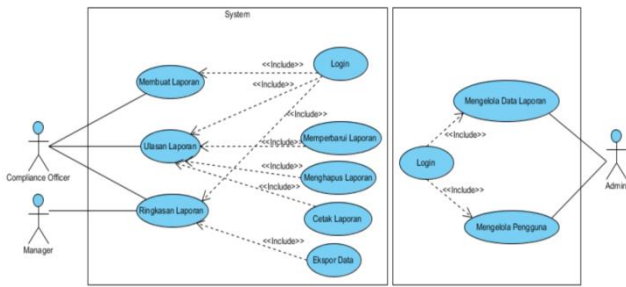 System
Membuat Laporan
<<Include>>
Login
<<Include>>
<<Include>>
Ulasan Laporan
<<Include>>
Memperbarui Laporan
<<Include>>
Menghapus Laporan
<<Include>>
Compliance Officer
Ringkasan Laporan
Cetak Laporan
<<Include>>
Manager
Ekspor Data
Mengelola Data Laporan
<<Include>>
Login
<<Include>>
Admin
Mengelola Pengguna